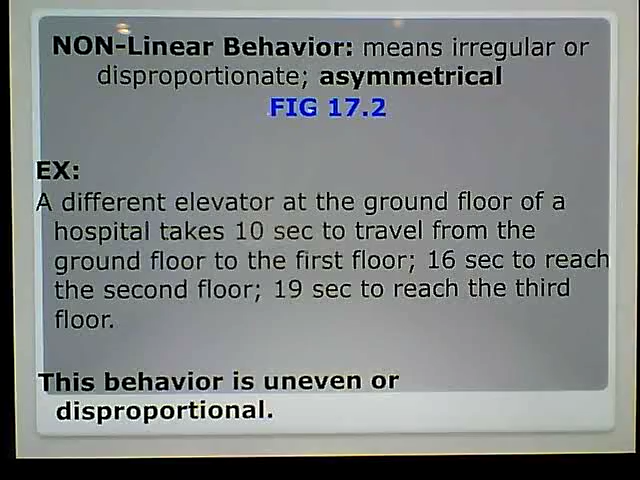 NON-Linear Behavior: means irregular or
disproportionate; asymmetrical
FIG 17.2
EX:
A different elevator at the ground floor of a
hospital takes 10 sec to travel from the
ground floor to the first floor; 16 sec to reach
the second floor; 19 sec to reach the third
floor.
This behavior is uneven or
disproportional.